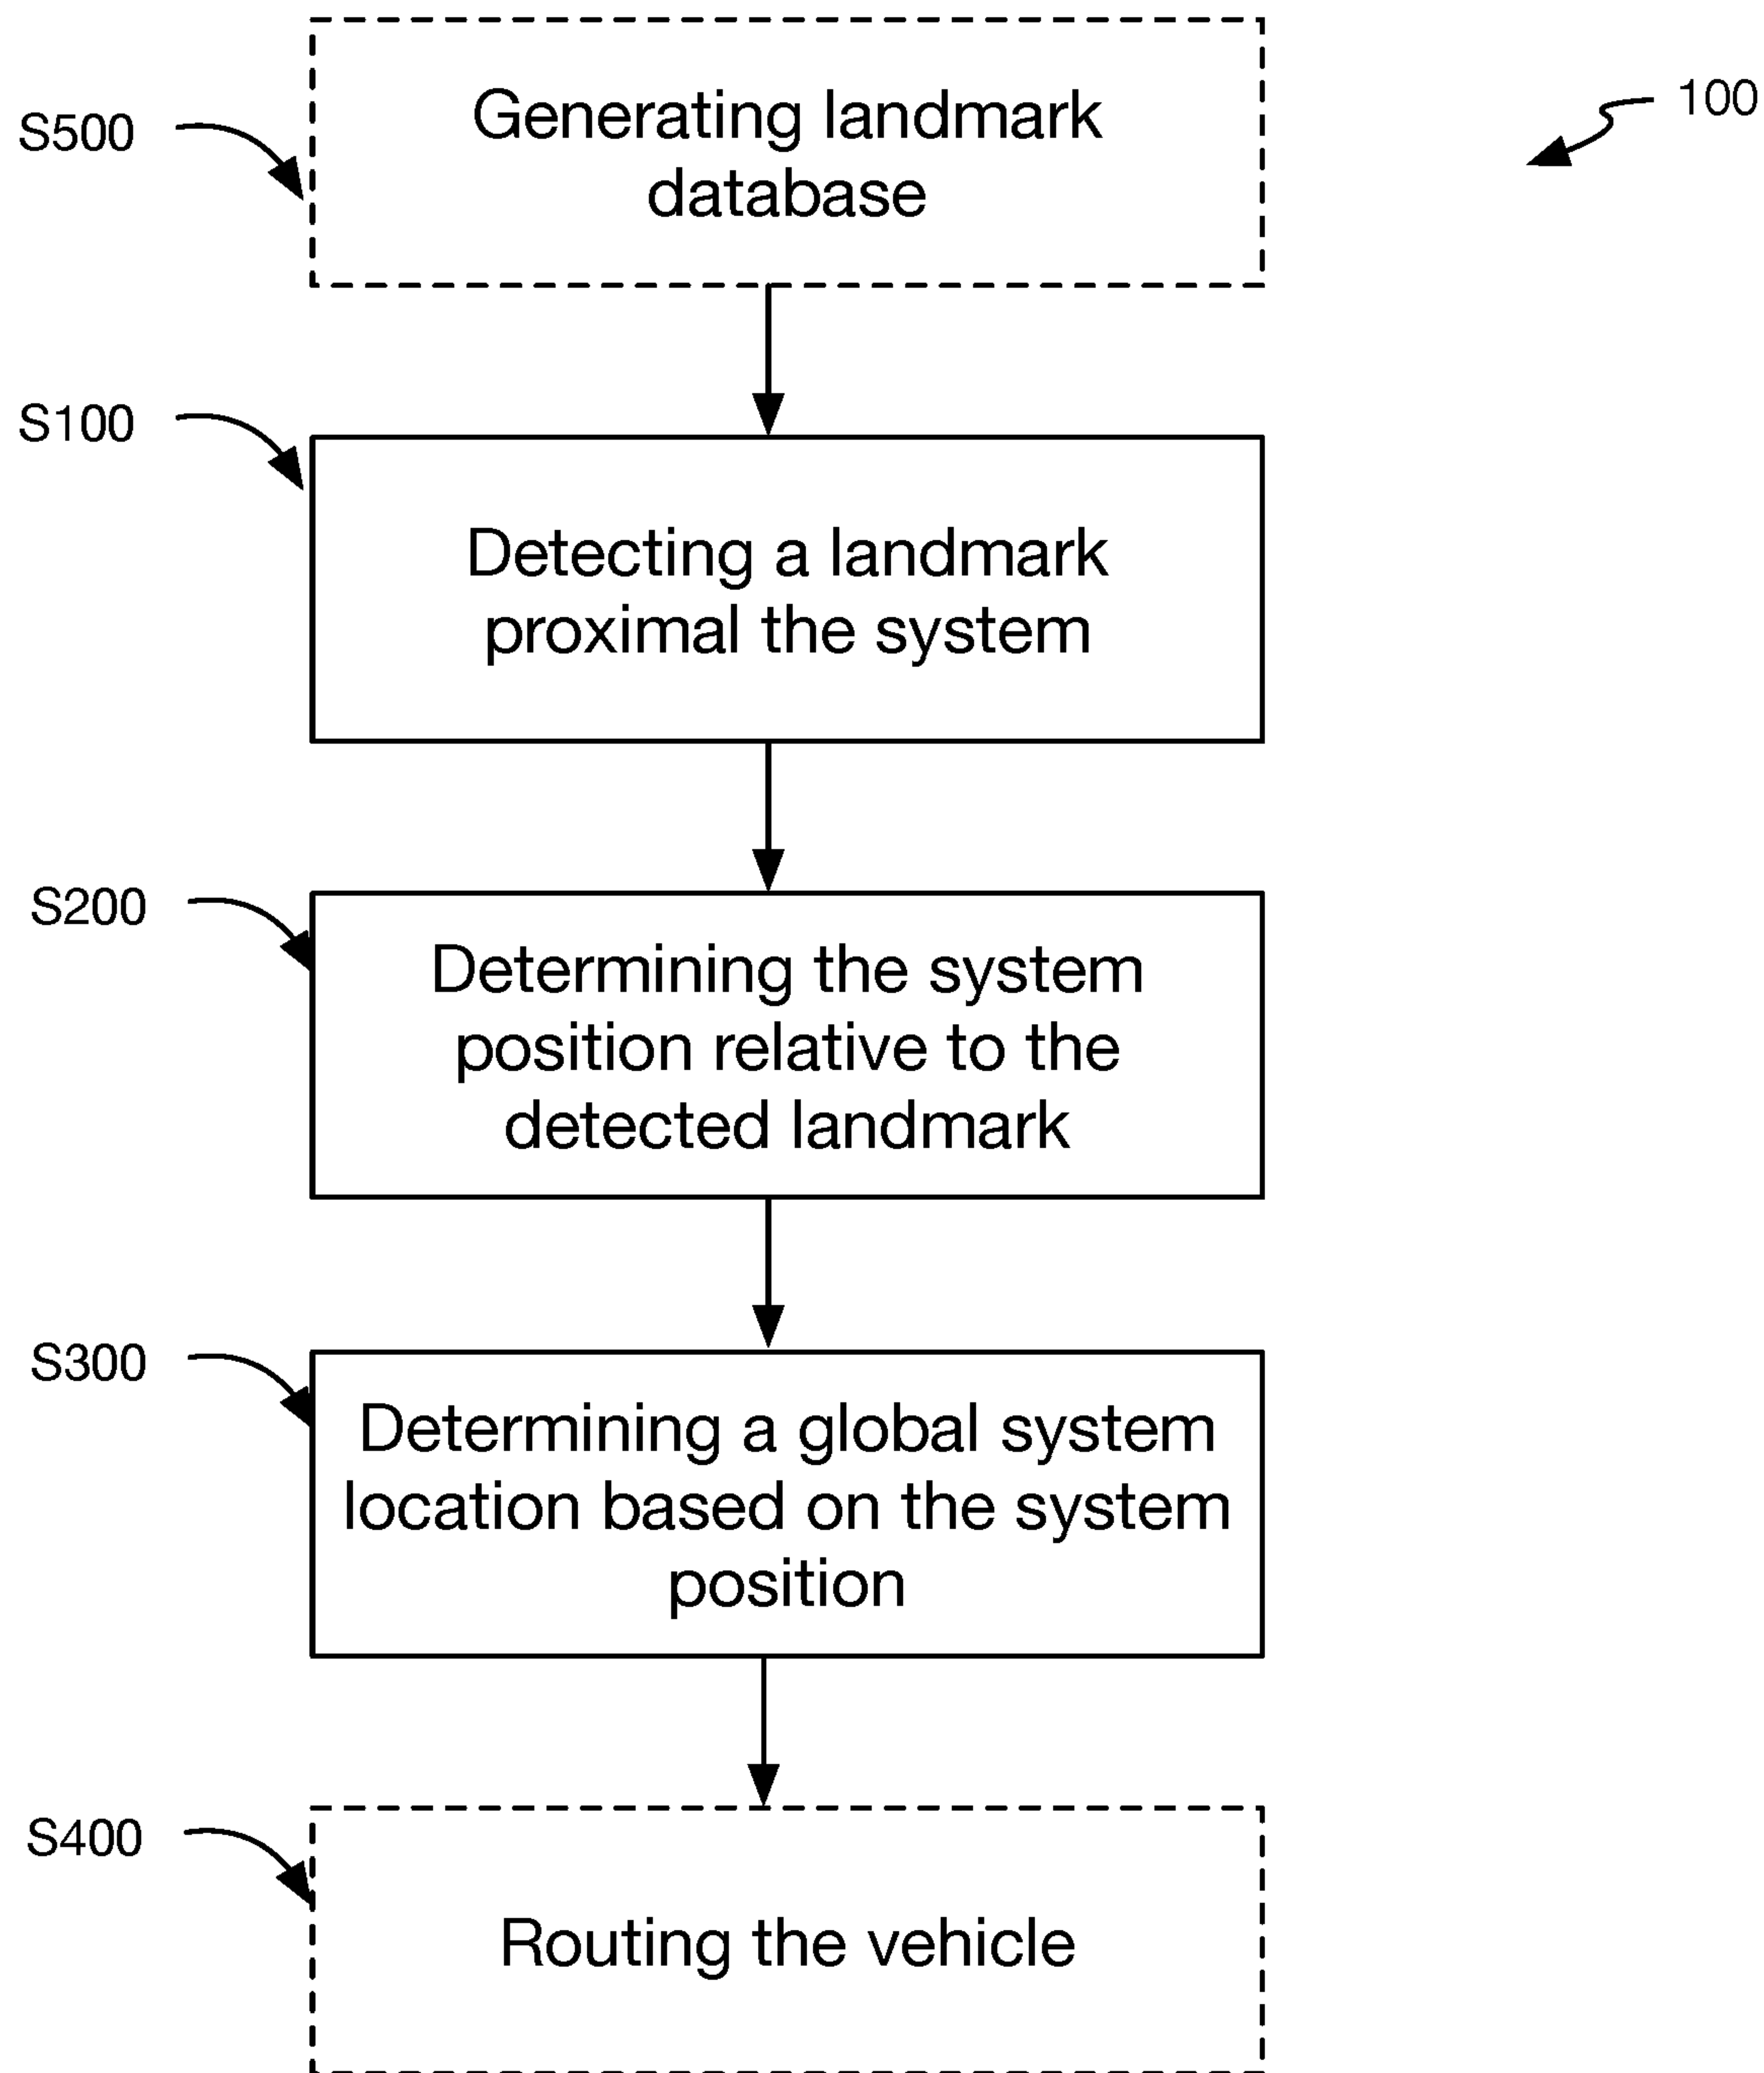 S500
Generating landmark
database
100
S100
Detecting a landmark
proximal the system
S200
Determining the system
position relative to the
detected landmark
S300
Determining a global system
location based on the system
position
S400
Routing the vehicle